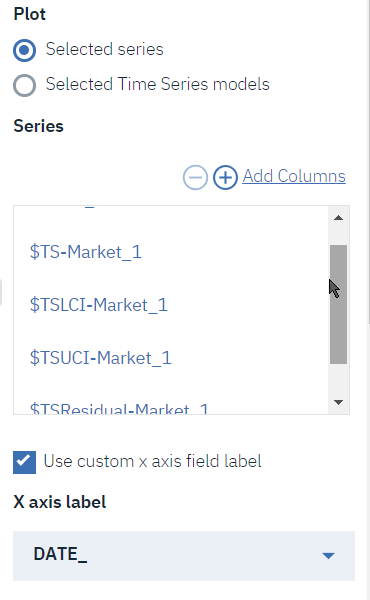 Plot
Selected series
Selected Time Series models
Series
Add Columns
$TS-Market_1
$TSLCI-Market_1
$TSUCI-Market_1
$TSResidual-Market_1
Use custom x axis field label
X axis label
DATE_